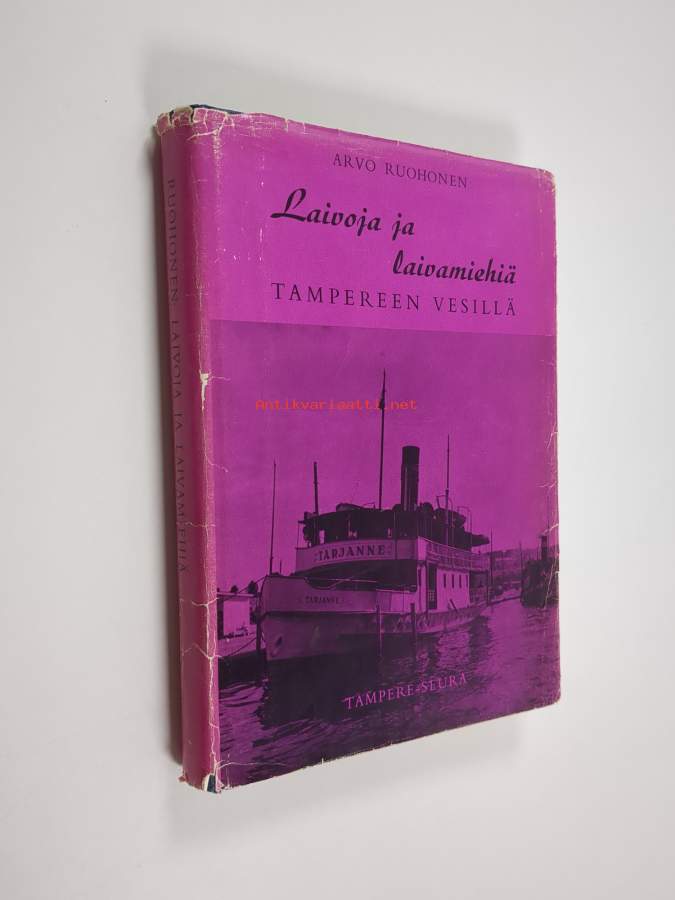 ARVO RUOHONEN
Laivoja ja
laivamiehiä
TAMPEREEN VESILLÄ
Antikvariaatti.net
TARJANNE
TARJANNE
TAMPERE-SEURA
RUOHONEN LAIVOJA JA LAIVAMIEHIÄ